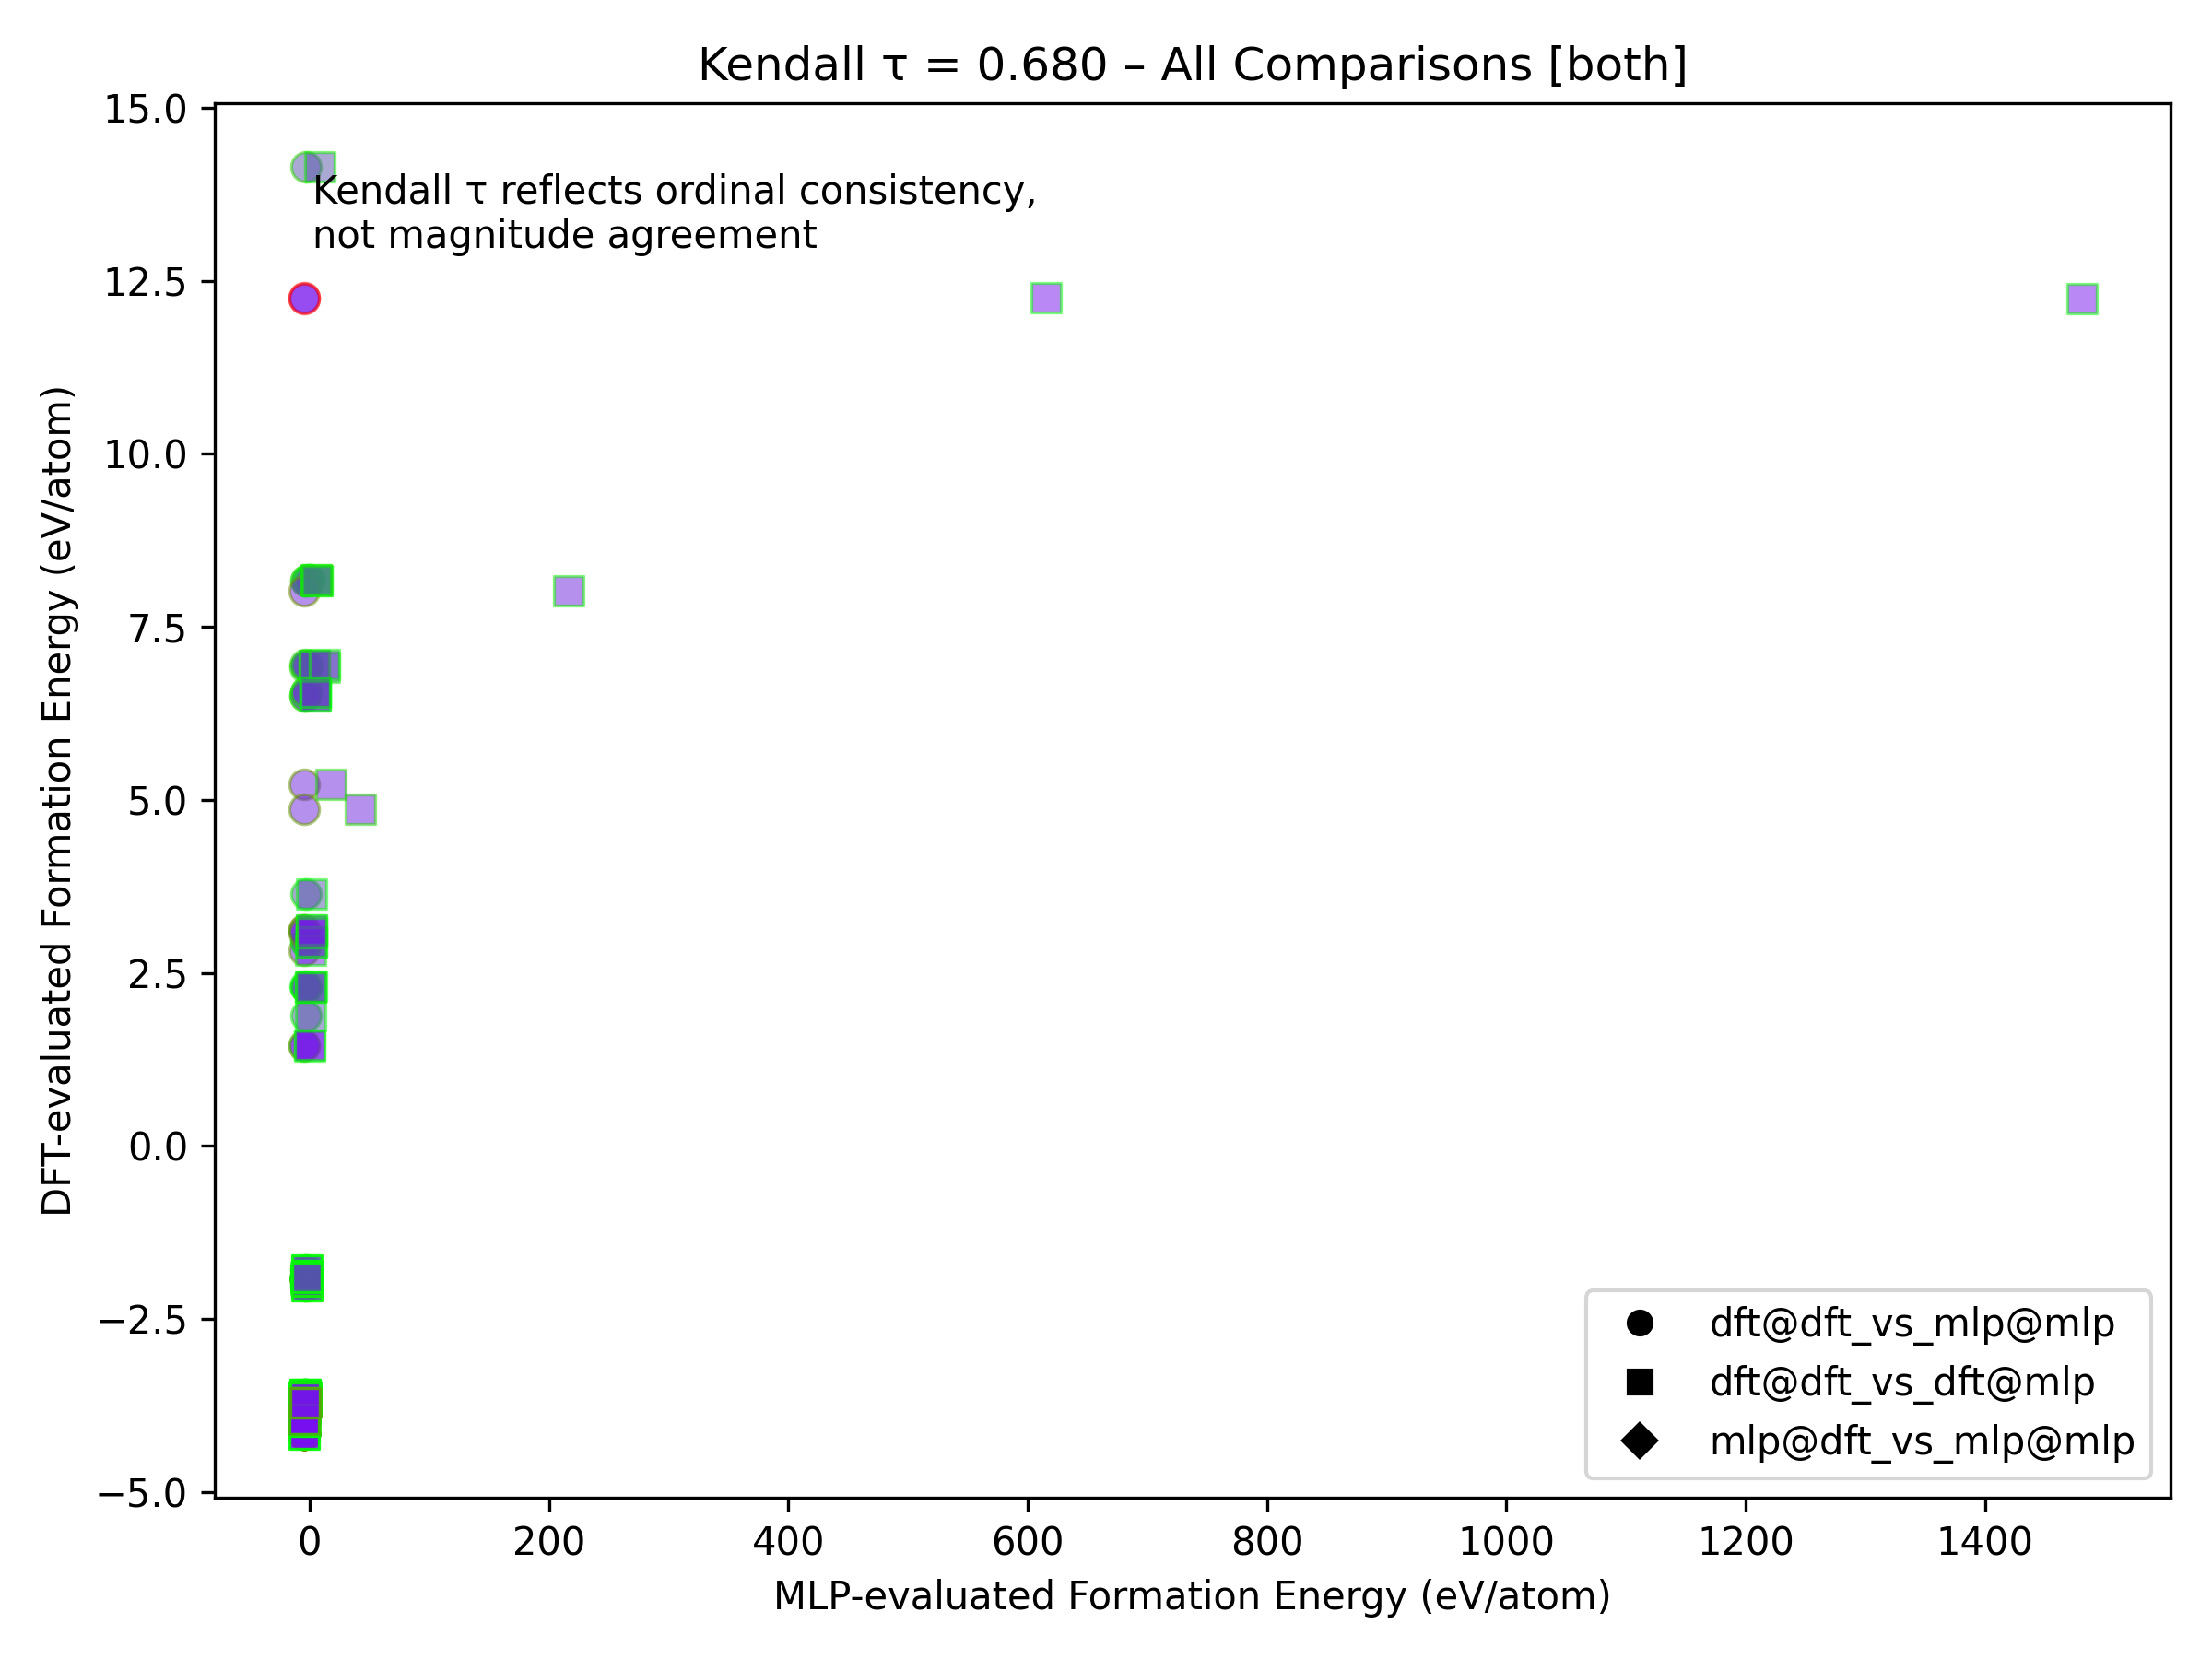 Kendall τ = 0.680 – All Comparisons [both]
15.0
12.5
10.0
7.5
5.0
2.5
0.0
−2.5
−5.0
DFT-evaluated Formation Energy (eV/atom)
Kendall τ reflects ordinal consistency,
not magnitude agreement
dft@dft_vs_mlp@mlp
dft@dft_vs_dft@mlp
mlp@dft_vs_mlp@mlp
0 200 400 600 800 1000 1200 1400
MLP-evaluated Formation Energy (eV/atom)